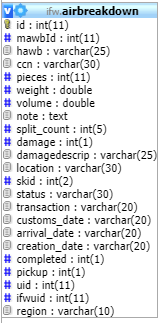 ifw.airbreakdown
id : int(11)
mawbId : int(11)
hawb : varchar(25)
ccn : varchar(30)
pieces : int(11)
weight : double
volume : double
note : text
split_count : int(5)
damage : int(1)
damagedescrip : varchar(25)
location : varchar(30)
skid : int(2)
status : varchar(30)
transaction : varchar(20)
customs_date : varchar(20)
arrival_date : varchar(20)
creation_date : varchar(20)
completed : int(1)
pickup : int(1)
uid : int(11)
ifwuid : int(11)
region : varchar(10)